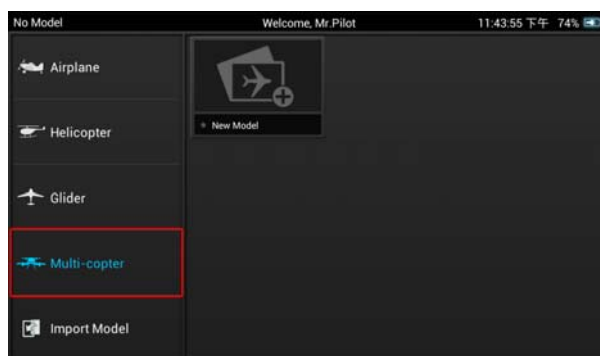 No Model Welcome, Mr.Pilot 11:43:55 下午 74%
Airplane
New Model
Helicopter
Glider
Multi-copter
Import Model